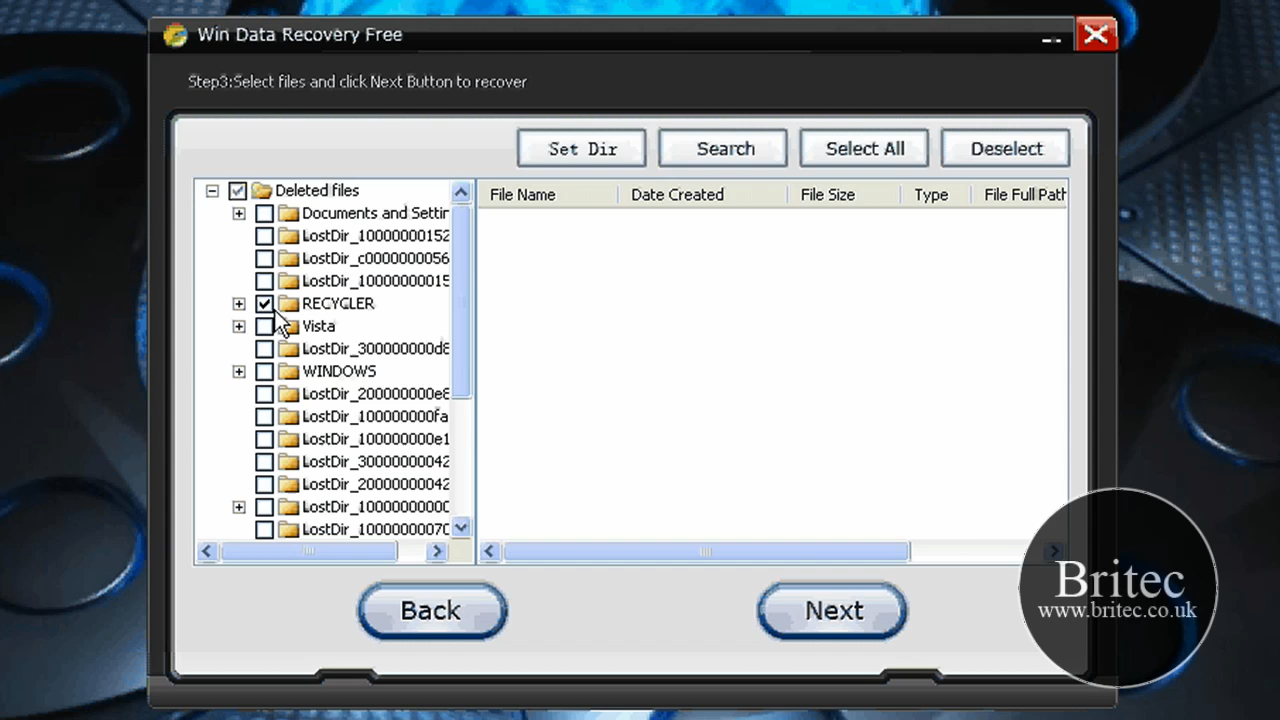 Win Data Recovery Free
Step3:Select files and click Next Button to recover
Set Dir
Search
Select All
Deselect
Deleted files
Documents and Settin
LostDir_10000000152
LostDir_c0000000056
LostDir_10000000015
RECYCLER
Vista
LostDir_300000000d8
WINDOWS
LostDir_200000000e8
LostDir_100000000fa
LostDir_100000000e1
LostDir_30000000042
LostDir_20000000042
LostDir_10000000000
LostDir_10000000070
File Name
Date Created
File Size
Type
File Full Path
Back
Next
Britec
www.britec.co.uk